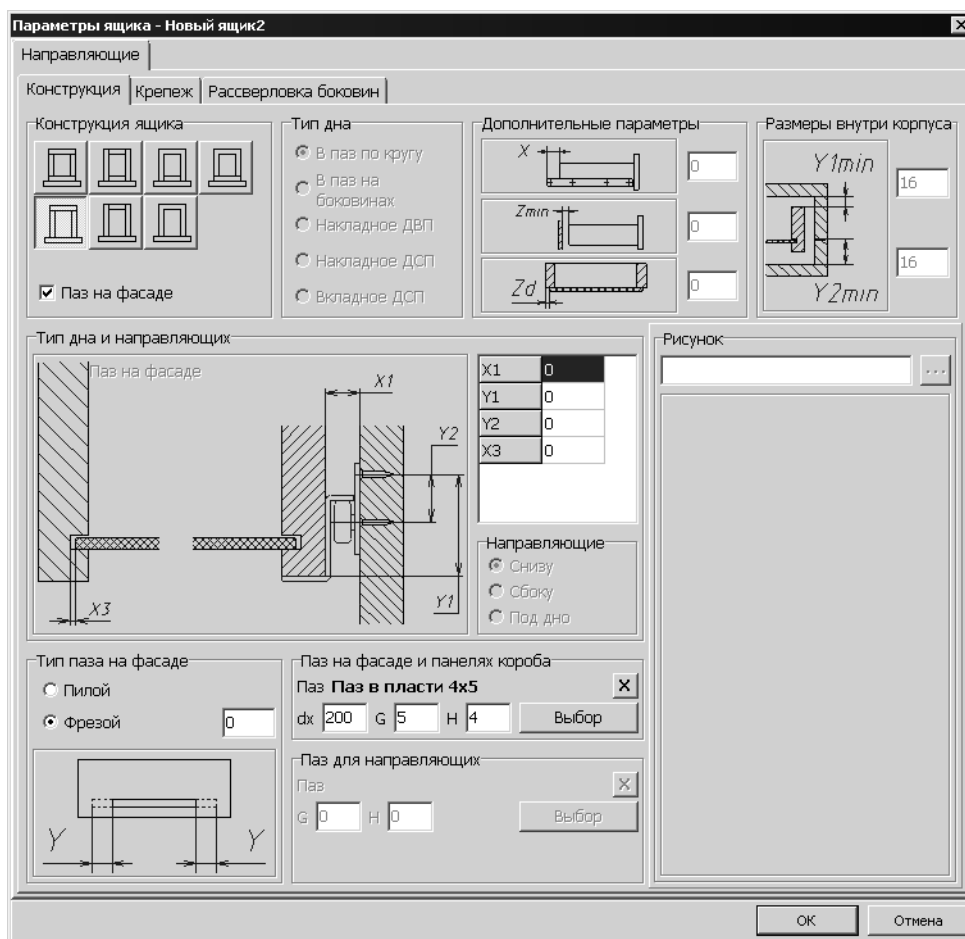 Параметры ящика - Новый ящик2
Направляющие
Конструкция
Крепеж
Рассверловка боковин
Конструкция ящика
Паз на фасаде
Тип дна
В паз по кругу
В паз на
боковинах
Накладное ДВП
Накладное ДСП
Вкладное ДСП
Дополнительные параметры
X
0
Zmin
0
Zd
0
Размеры внутри корпуса
Y1min
16
16
Y2min
Тип дна и направляющих
Паз на фасаде
X1
Y2
Y1
X3
X1 0
Y1 0
Y2 0
X3 0
Направляющие
Снизу
Сбоку
Под дно
Рисунок
...
Тип паза на фасаде
Пилой
Фрезой 0
Y Y
Паз на фасаде и панелях короба
Паз Паз в пласти 4x5 X
dx 200 G 5 H 4 Выбор
Паз для направляющих
Паз X
G 0 H 0 Выбор
OK
Отмена